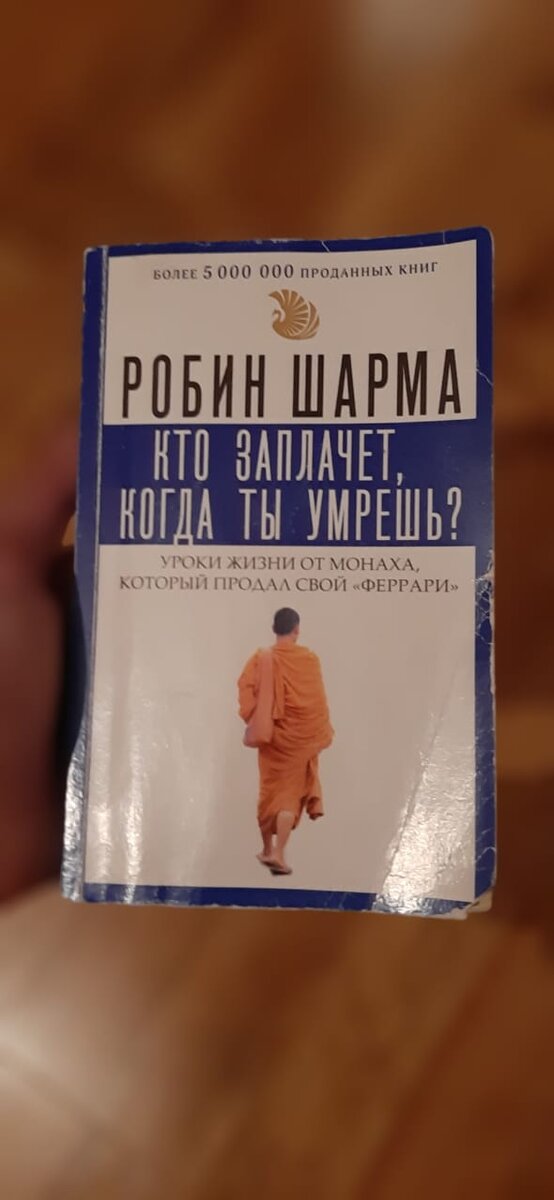 БОЛЕЕ 5 000 000 ПРОДАННЫХ КНИГ
РОБИН ШАРМА
КТО ЗАПЛАЧЕТ,
КОГДА ТЫ УМРЕШЬ?
УРОКИ ЖИЗНИ ОТ МОНАХА,
КОТОРЫЙ ПРОДАЛ СВОЙ «ФЕРРАРИ»